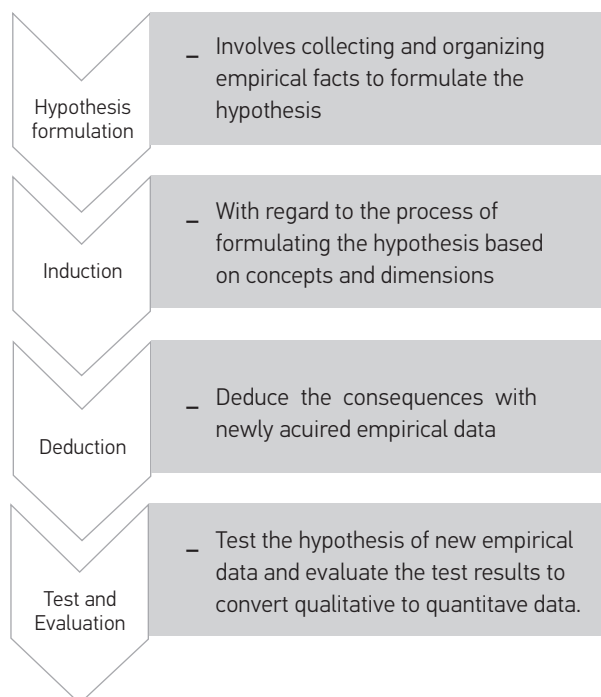 Hypothesis
formulation
_ Involves collecting and organizing
empirical facts to formulate the
hypothesis
Induction
_ With regard to the process of
formulating the hypothesis based
on concepts and dimensions
Deduction
_ Deduce the consequences with
newly acuired empirical data
Test and
Evaluation
_ Test the hypothesis of new empirical
data and evaluate the test results to
convert qualitative to quantitave data.